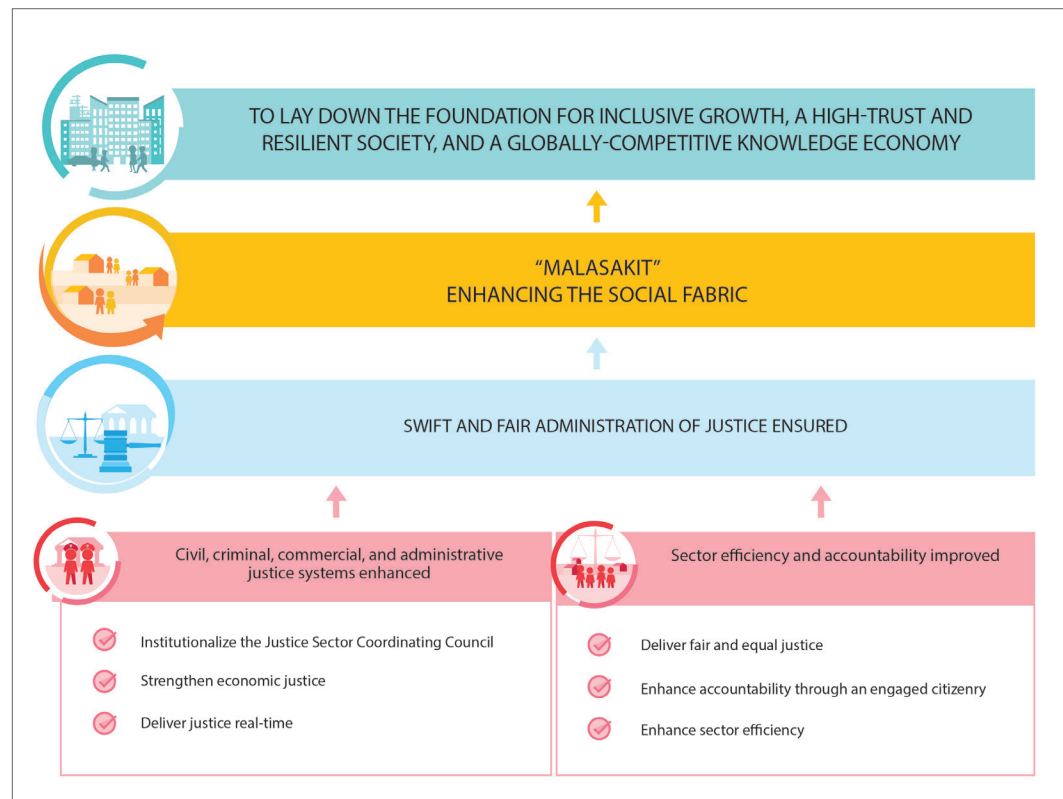 TO LAY DOWN THE FOUNDATION FOR INCLUSIVE GROWTH, A HIGH-TRUST AND
RESILIENT SOCIETY, AND A GLOBALLY-COMPETITIVE KNOWLEDGE ECONOMY
“MALASAKIT”
ENHANCING THE SOCIAL FABRIC
SWIFT AND FAIR ADMINISTRATION OF JUSTICE ENSURED
Civil, criminal, commercial, and administrative
justice systems enhanced
Institutionalize the Justice Sector Coordinating Council
Strengthen economic justice
Deliver justice real-time
Sector efficiency and accountability improved
Deliver fair and equal justice
Enhance accountability through an engaged citizenry
Enhance sector efficiency